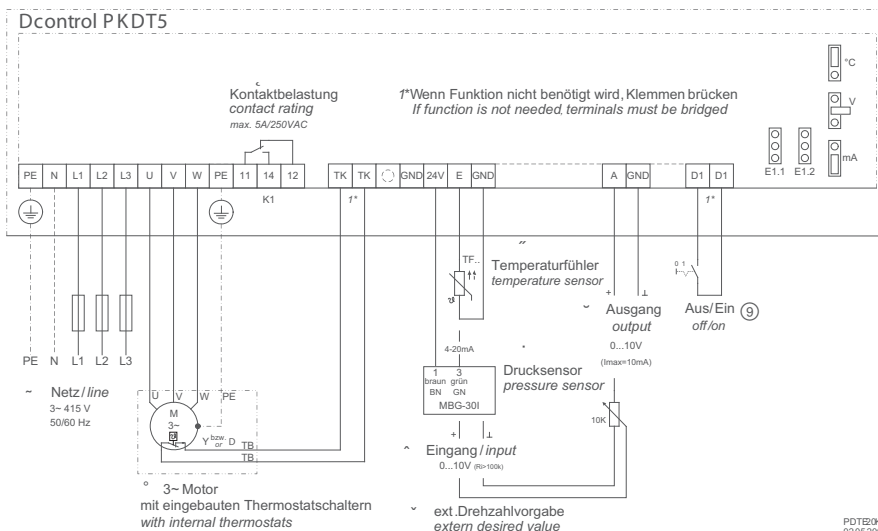 Dcontrol PKDT5
Kontaktbelastung
contact rating
max. 5A/250VAC
1*Wenn Funktion nicht benötigt wird, Klemmen brücken
If function is not needed, terminals must be bridged
°C
V
mA
E1.1 E1.2
PE N L1 L2 L3 U V W PE 11 14 12 TK TK GND 24V E GND A GND D1 D1
K1 1* 1*
TF..
Temperaturfühler
temperature sensor
ϑ
0 1
Aus/Ein 9
off/on
+ ⊥
Ausgang
output
0...10V
(Imax=10mA)
4-20mA
1 3
braun grün
BN GN
MBG-30I
Drucksensor
pressure sensor
10K
+ ⊥
Eingang/input
0...10V (Ri>100k)
ext.Drehzahlvorgabe
extern desired value
PE N L1 L2 L3
~ Netz/line
3~ 415 V
50/60 Hz
U V W PE
M
3~
Y bzw. or D
TB
TB
3~ Motor
mit eingebauten Thermostatschaltern
with internal thermostats